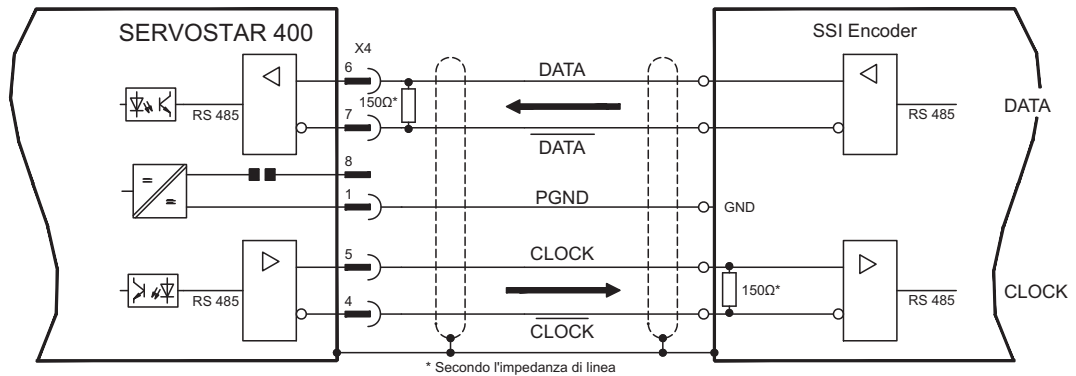 SERVOSTAR 400
X4
SSI Encoder
6
DATA
150Ω*
RS 485
7
DATA
RS 485
DATA
8
1
PGND
GND
5
CLOCK
150Ω*
RS 485
4
CLOCK
RS 485
CLOCK
* Secondo l'impedanza di linea